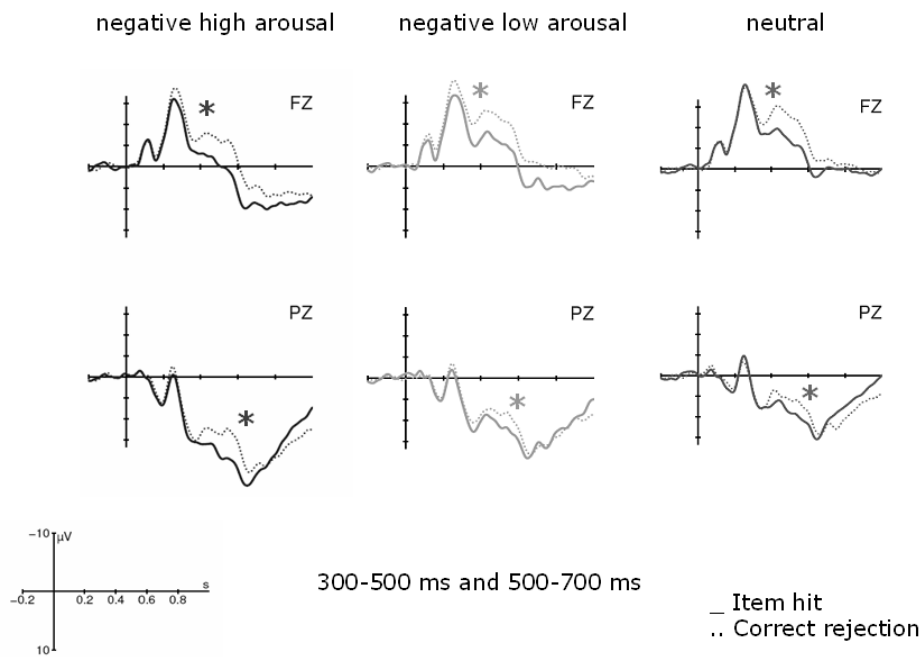 negative high arousal negative low arousal neutral
* FZ * FZ * FZ
PZ PZ PZ
* * *
-10
µV
s
-0.2 0.2 0.4 0.6 0.8
10
300-500 ms and 500-700 ms
_ Item hit
.. Correct rejection